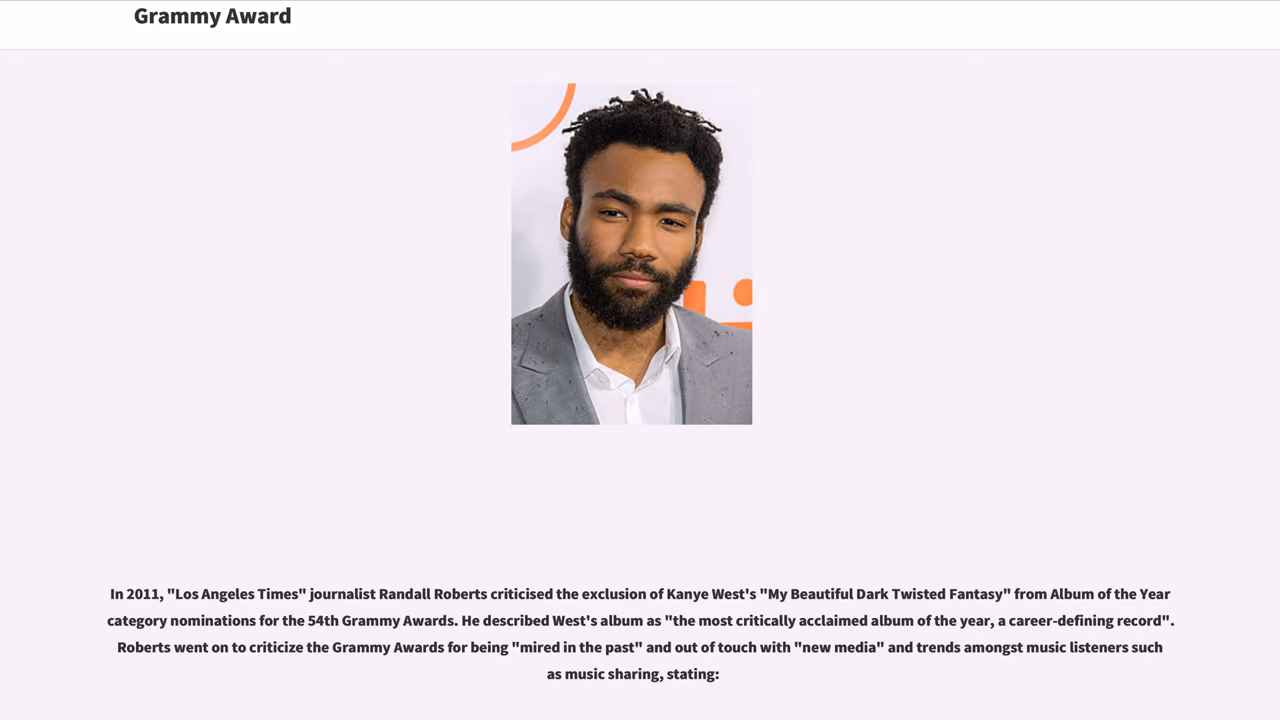 Grammy Award
In 2011, "Los Angeles Times" journalist Randall Roberts criticised the exclusion of Kanye West's "My Beautiful Dark Twisted Fantasy" from Album of the Year
category nominations for the 54th Grammy Awards. He described West's album as "the most critically acclaimed album of the year, a career-defining record".
Roberts went on to criticize the Grammy Awards for being "mired in the past" and out of touch with "new media" and trends amongst music listeners such
as music sharing, stating: